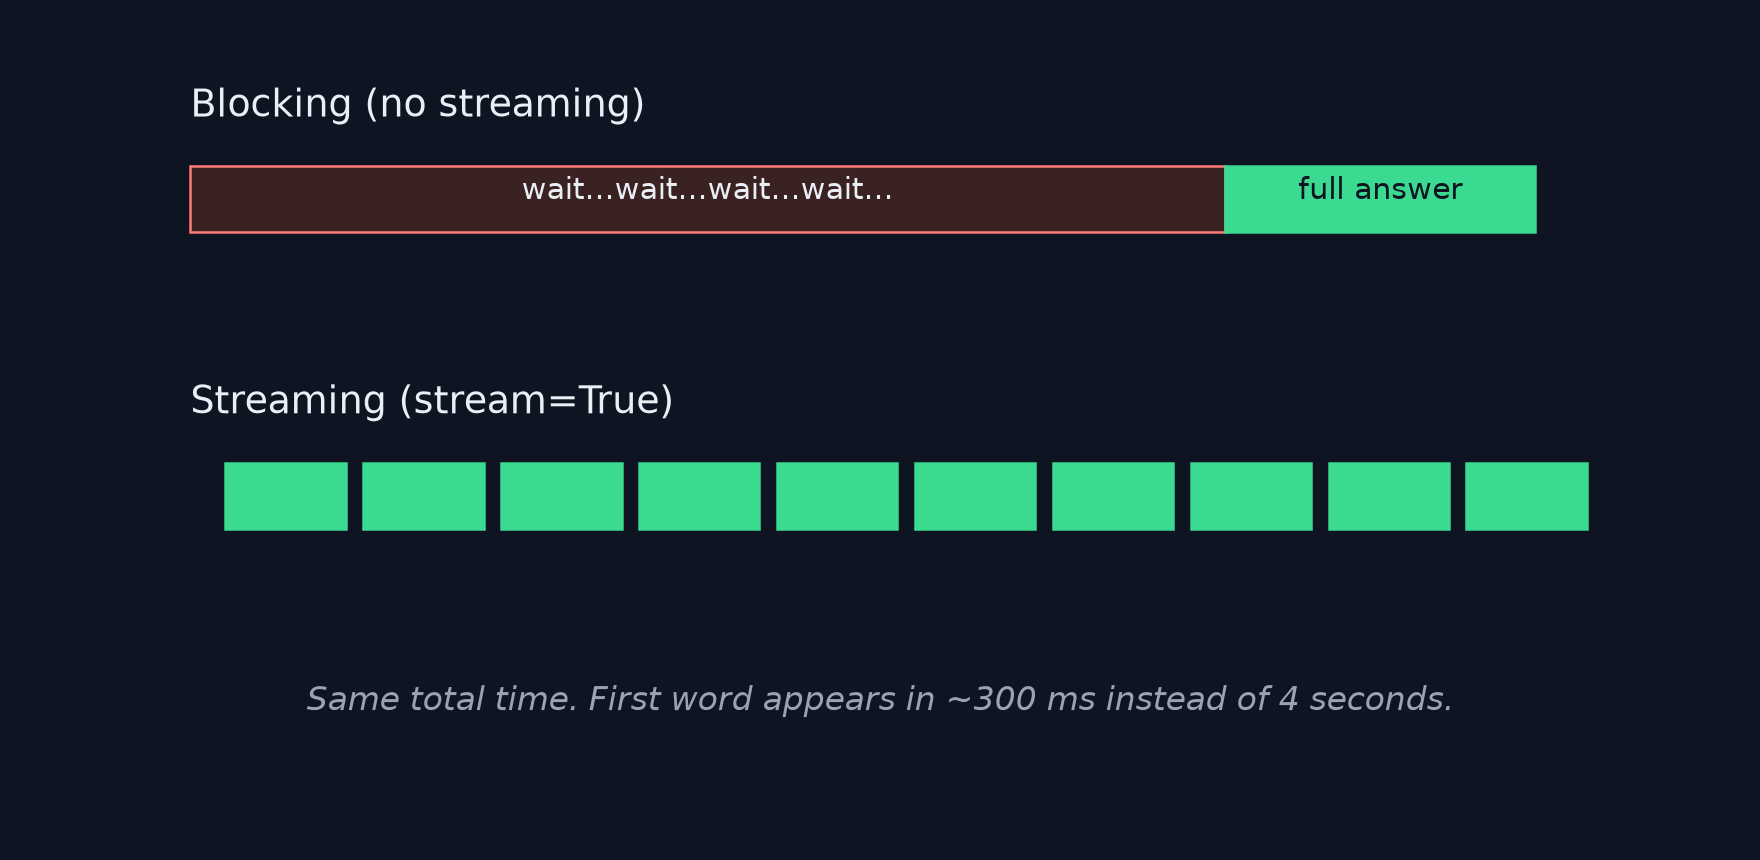 Blocking (no streaming)
wait...wait...wait...wait...
full answer
Streaming (stream=True)
Same total time. First word appears in ~300 ms instead of 4 seconds.